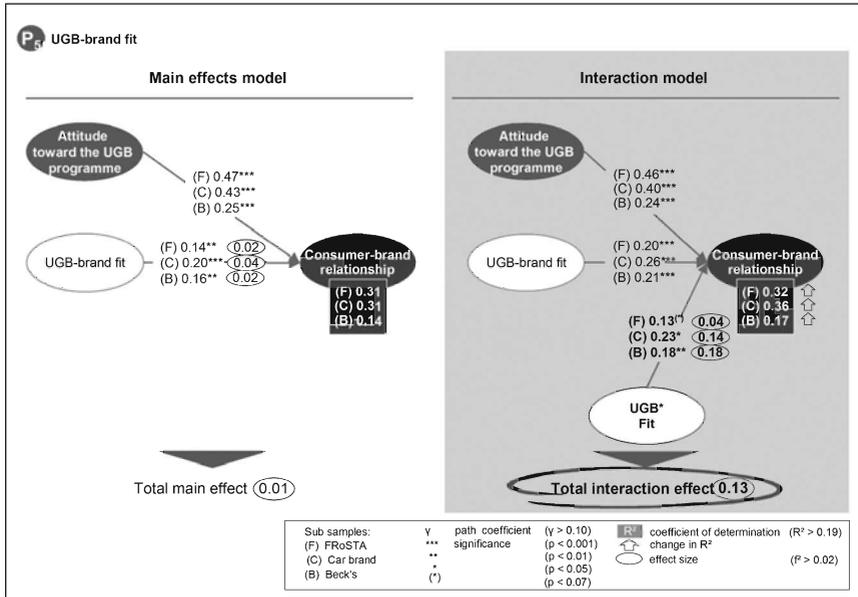 P5 UGB-brand fit
Main effects model
Attitude
toward the UGB
programme
(F) 0.47***
(C) 0.43***
(B) 0.25***
UGB-brand fit
(F) 0.14** 0.02
(C) 0.20*** 0.04
(B) 0.16** 0.02
Consumer-brand
relationship
(F) 0.31
(C) 0.31
(B) 0.14
Total main effect 0.01
Interaction model
Attitude
toward the UGB
programme
(F) 0.46***
(C) 0.40***
(B) 0.24***
UGB-brand fit
(F) 0.20***
(C) 0.26***
(B) 0.21***
Consumer-brand
relationship
(F) 0.32
(C) 0.36
(B) 0.17
(F) 0.13(*) 0.04
(C) 0.23* 0.14
(B) 0.18** 0.18
UGB*
Fit
Total interaction effect 0.13
Sub samples: γ path coefficient (γ > 0.10) R² coefficient of determination (R² > 0.19)
(F) FRoSTA *** significance (p < 0.001) change in R²
(C) Car brand ** (p < 0.01) effect size (f² > 0.02)
* (p < 0.05)
(B) Beck's (*) (p < 0.07)